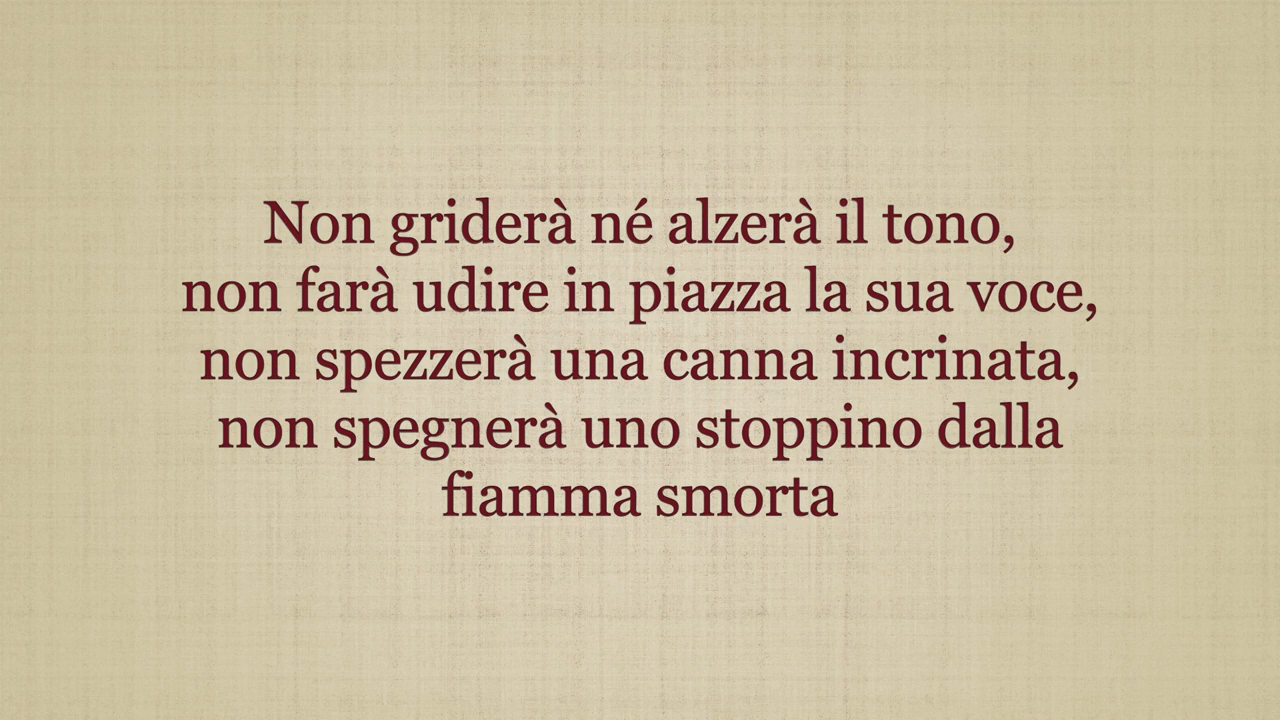 Non griderà né alzerà il tono,
non farà udire in piazza la sua voce,
non spezzerà una canna incrinata,
non spegnerà uno stoppino dalla
fiamma smorta